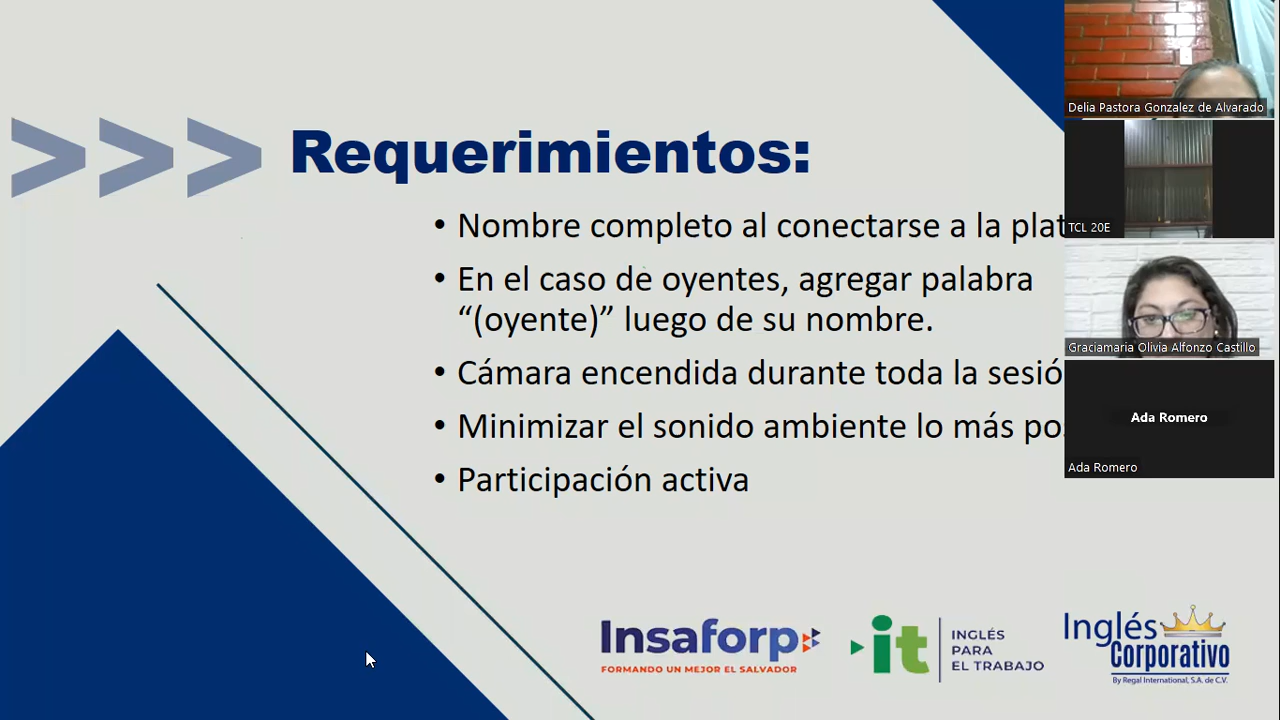 >>> Requerimientos:
• Nombre completo al conectarse a la plat
• En el caso de oyentes, agregar palabra
“(oyente)” luego de su nombre.
• Cámara encendida durante toda la sesió
• Minimizar el sonido ambiente lo más po
• Participación activa
Insaforp
FORMANDO UN MEJOR EL SALVADOR
it
INGLÉS
PARA
EL TRABAJO
Inglés
Corporativo
By Regal International, S.A. de C.V.
Delia Pastora Gonzalez de Alvarado
TCL 20E
Graciamaria Olivia Alfonzo Castillo
Ada Romero
Ada Romero